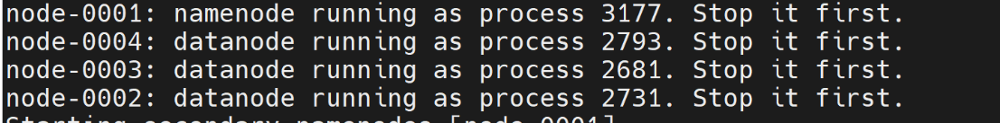 node-0001: namenode running as process 3177. Stop it first.
node-0004: datanode running as process 2793. Stop it first.
node-0003: datanode running as process 2681. Stop it first.
node-0002: datanode running as process 2731. Stop it first.
Starting secondary namenodes [node-0001]